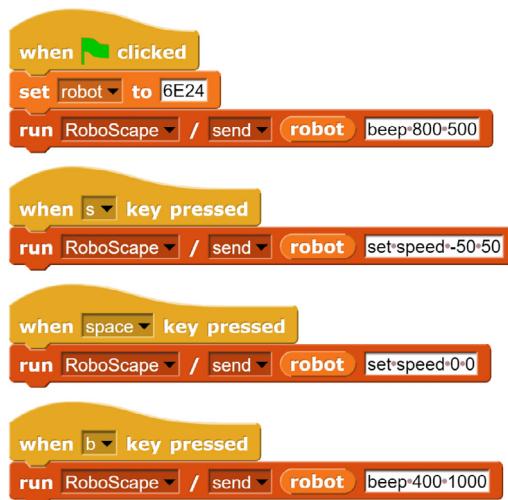 when clicked
set robot to 6E24
run RoboScape / send robot beep 800 500
when s key pressed
run RoboScape / send robot set speed -50 50
when space key pressed
run RoboScape / send robot set speed 0 0
when b key pressed
run RoboScape / send robot beep 400 1000